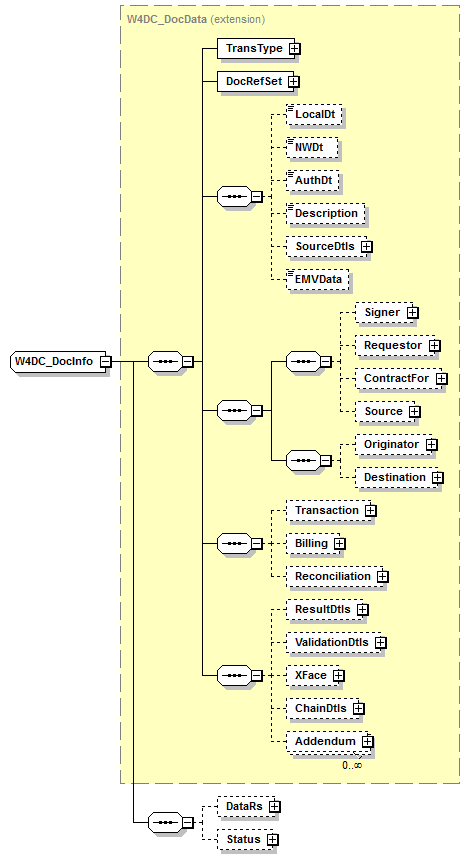 W4DC_DocData (extension)
TransType
DocRefSet
LocalDt
NWDt
AuthDt
Description
SourceDtls
EMVData
Signer
W4DC_DocInfo
Requestor
ContractFor
Source
Originator
Destination
Transaction
Billing
Reconciliation
ResultDtls
ValidationDtls
XFace
ChainDtls
Addendum
0..∞
DataRs
Status